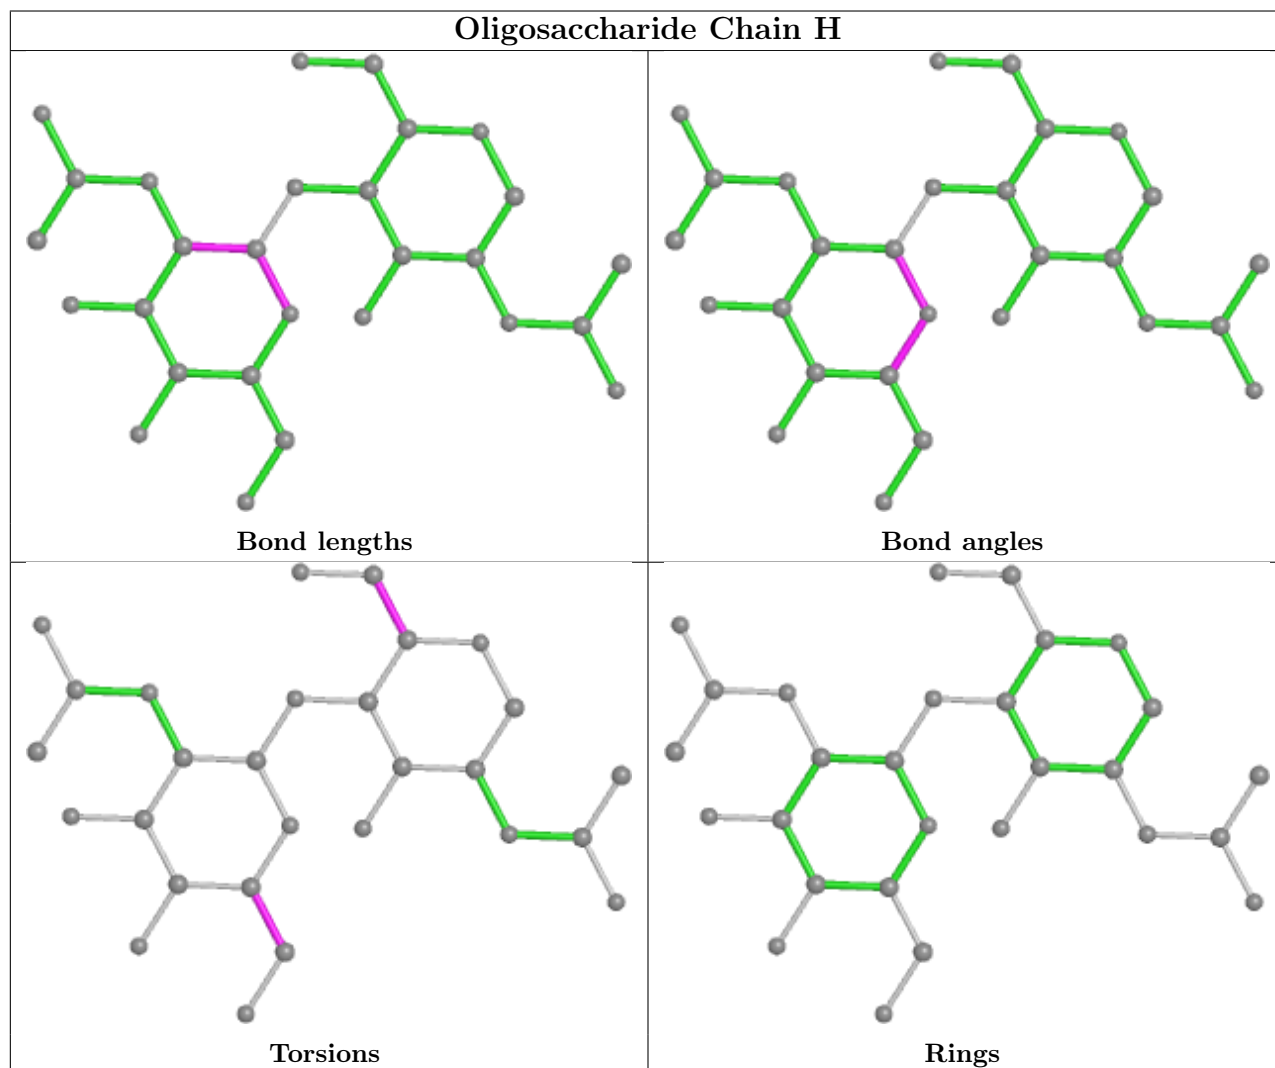 Oligosaccharide Chain H
Bond lengths
Bond angles
Torsions
Rings